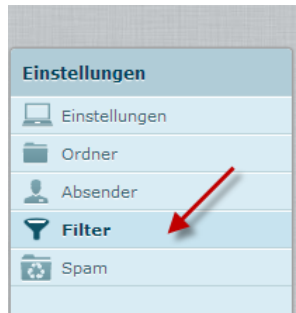 Einstellungen
Einstellungen
Ordner
Absender
Filter
Spam